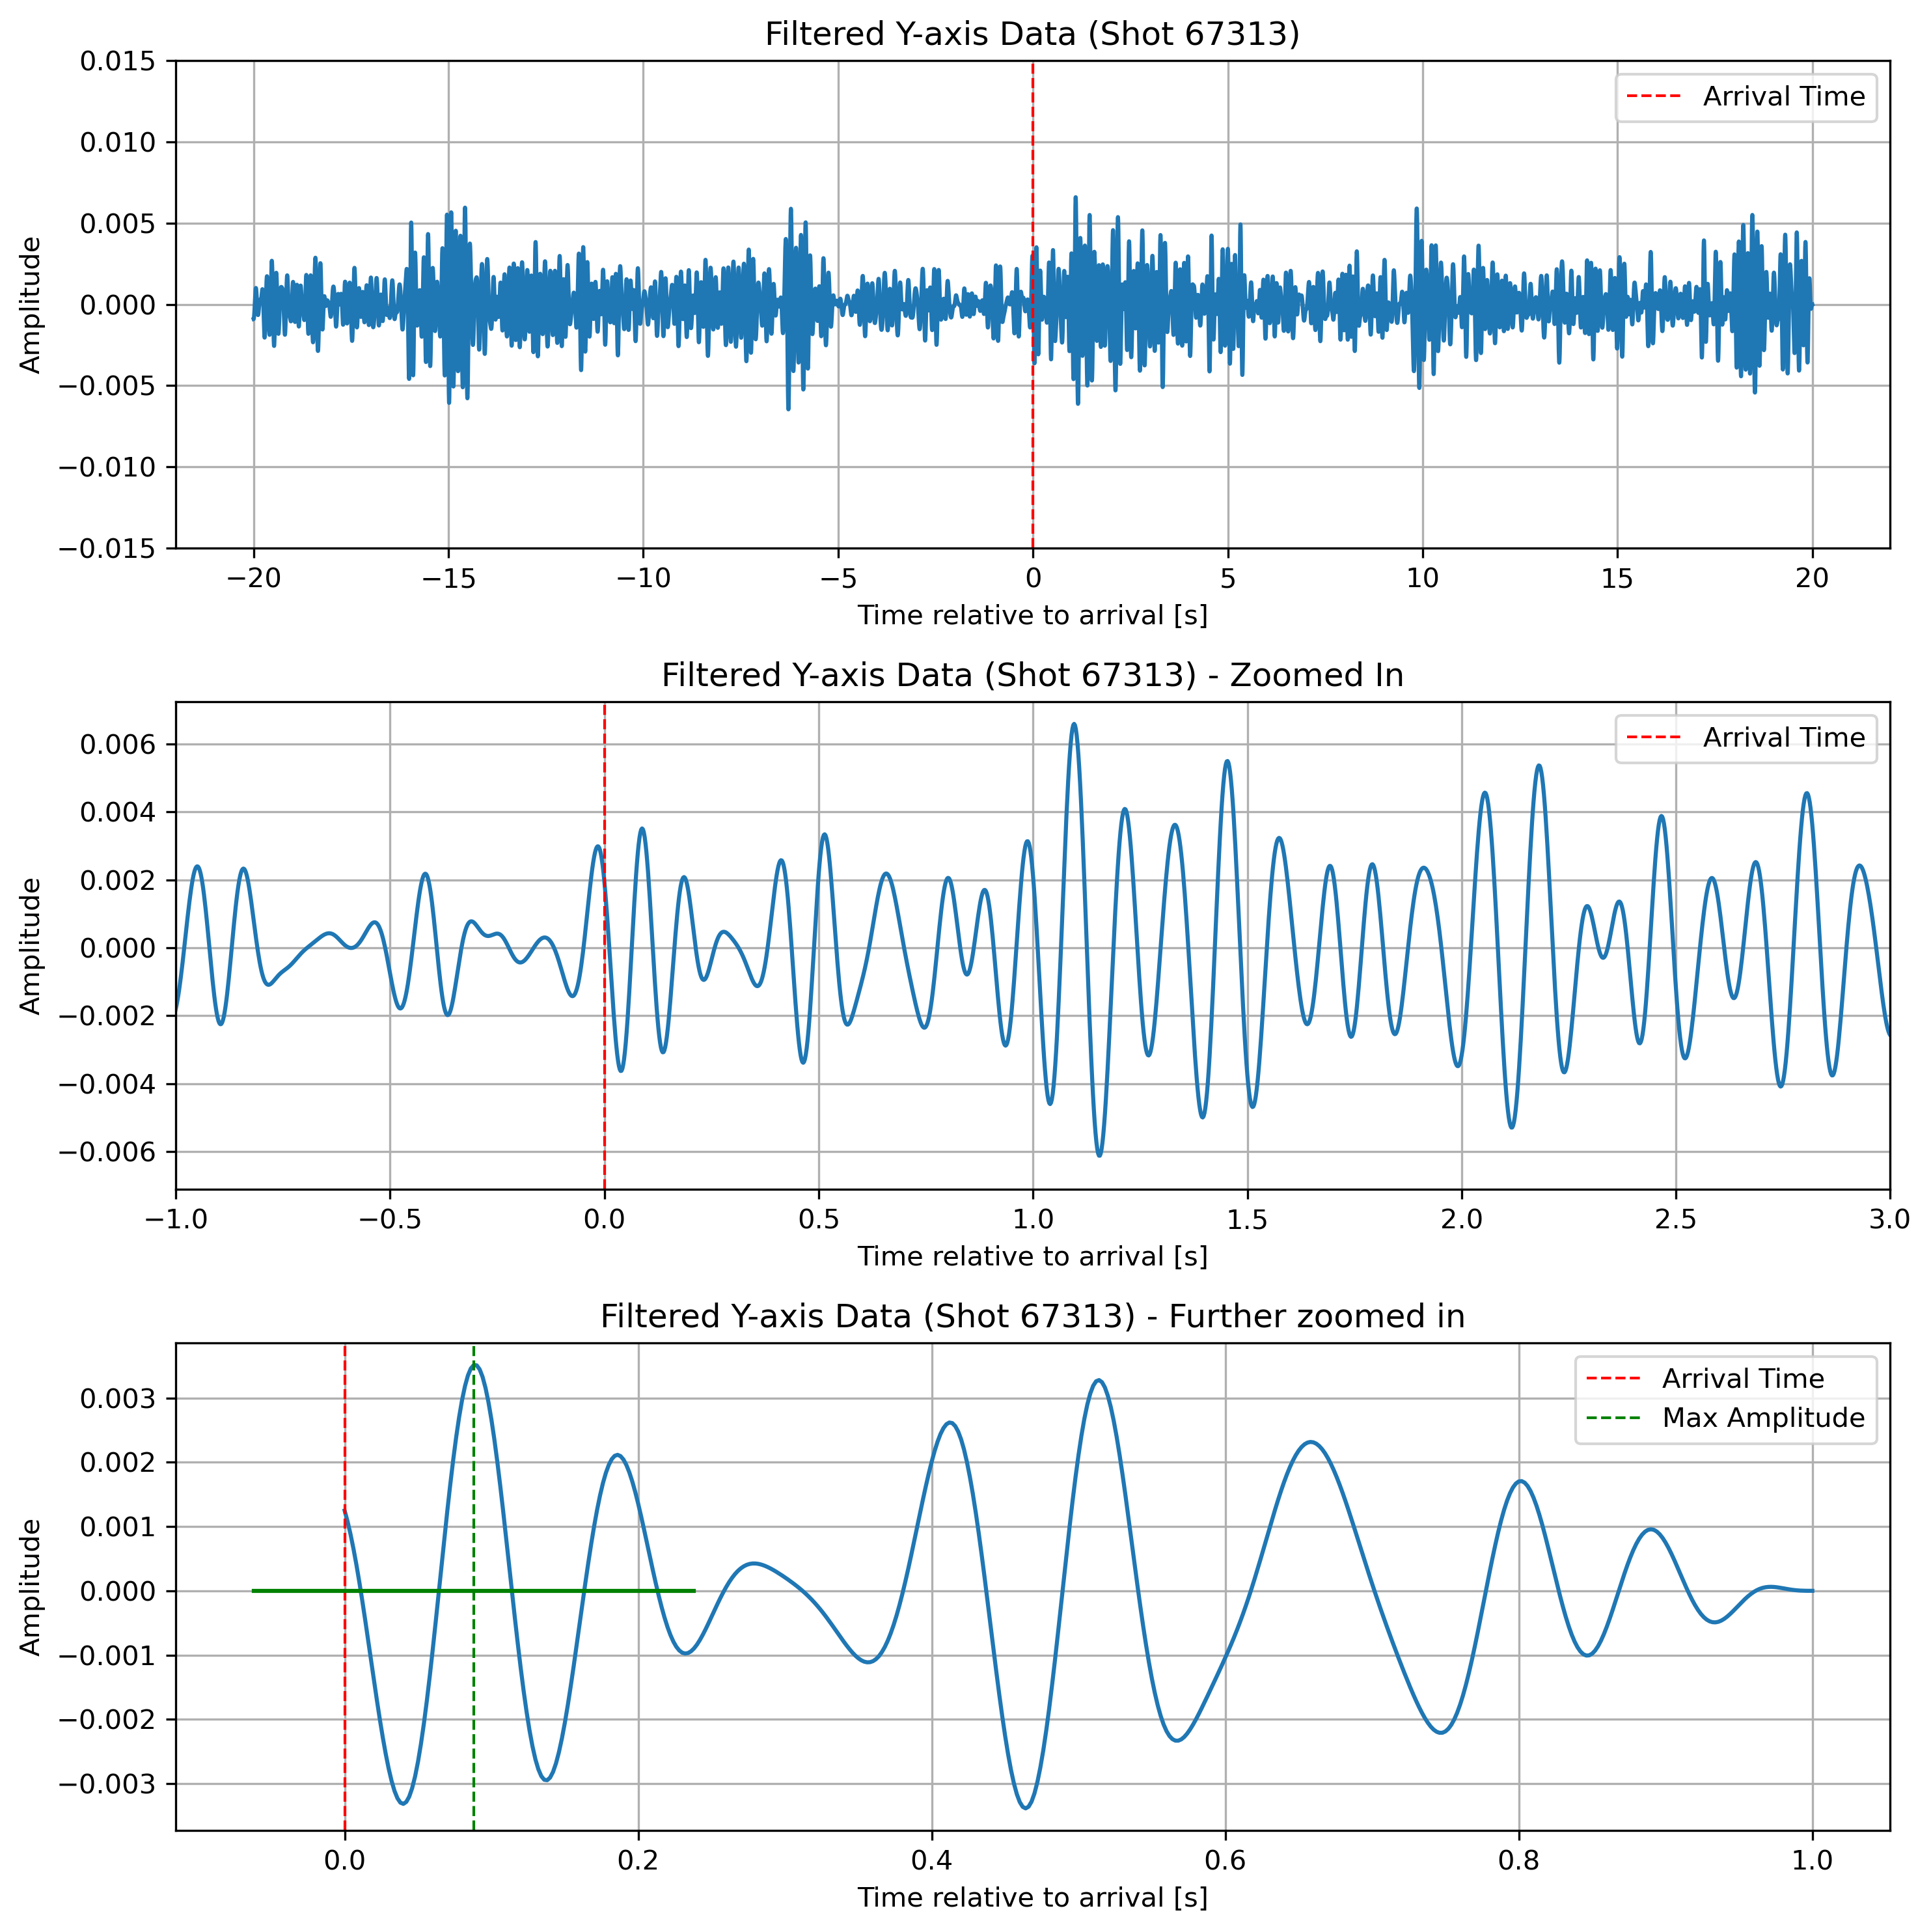 Filtered Y-axis Data (Shot 67313)
0.015
0.010
0.005
0.000
−0.005
−0.010
−0.015
Amplitude
Arrival Time
−20 −15 −10 −5 0 5 10 15 20
Time relative to arrival [s]
Filtered Y-axis Data (Shot 67313) - Zoomed In
0.006
0.004
0.002
0.000
−0.002
−0.004
−0.006
Amplitude
Arrival Time
−1.0 −0.5 0.0 0.5 1.0 1.5 2.0 2.5 3.0
Time relative to arrival [s]
Filtered Y-axis Data (Shot 67313) - Further zoomed in
0.003
0.002
0.001
0.000
−0.001
−0.002
−0.003
Amplitude
Arrival Time
Max Amplitude
0.0 0.2 0.4 0.6 0.8 1.0
Time relative to arrival [s]